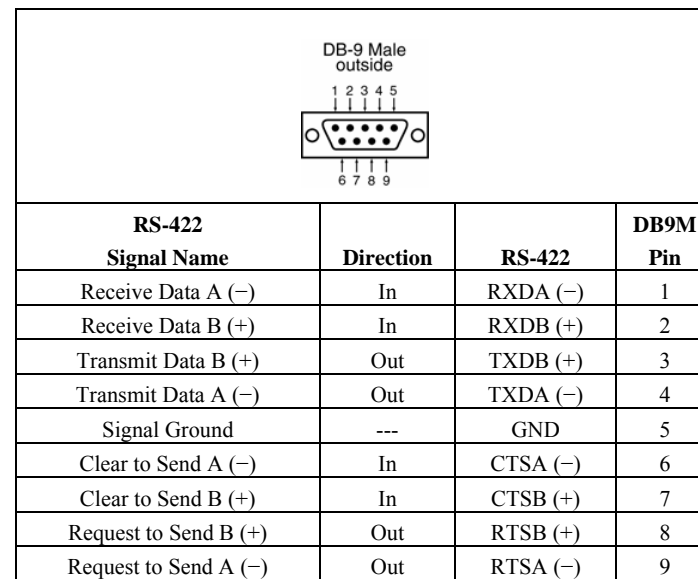 DB-9 Male
outside
1 2 3 4 5
6 7 8 9
RS-422 DB9M
Signal Name Direction RS-422 Pin
Receive Data A (−) In RXDA (−) 1
Receive Data B (+) In RXDB (+) 2
Transmit Data B (+) Out TXDB (+) 3
Transmit Data A (−) Out TXDA (−) 4
Signal Ground --- GND 5
Clear to Send A (−) In CTSA (−) 6
Clear to Send B (+) In CTSB (+) 7
Request to Send B (+) Out RTSB (+) 8
Request to Send A (−) Out RTSA (−) 9